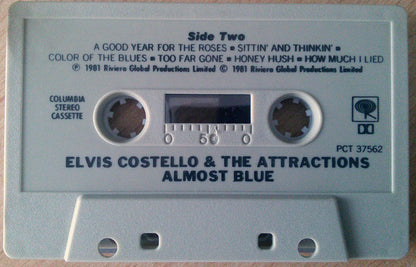 Side Two
A GOOD YEAR FOR THE ROSES ▪ SITTIN' AND THINKIN' ▪
COLOR OF THE BLUES ▪ TOO FAR GONE ▪ HONEY HUSH ▪ HOW MUCH I LIED
℗ 1981 Riviera Global Productions Limited © 1981 Riviera Global Productions Limited
COLUMBIA
STEREO
CASSETTE
0 50 0
PCT 37562
ELVIS COSTELLO & THE ATTRACTIONS
ALMOST BLUE